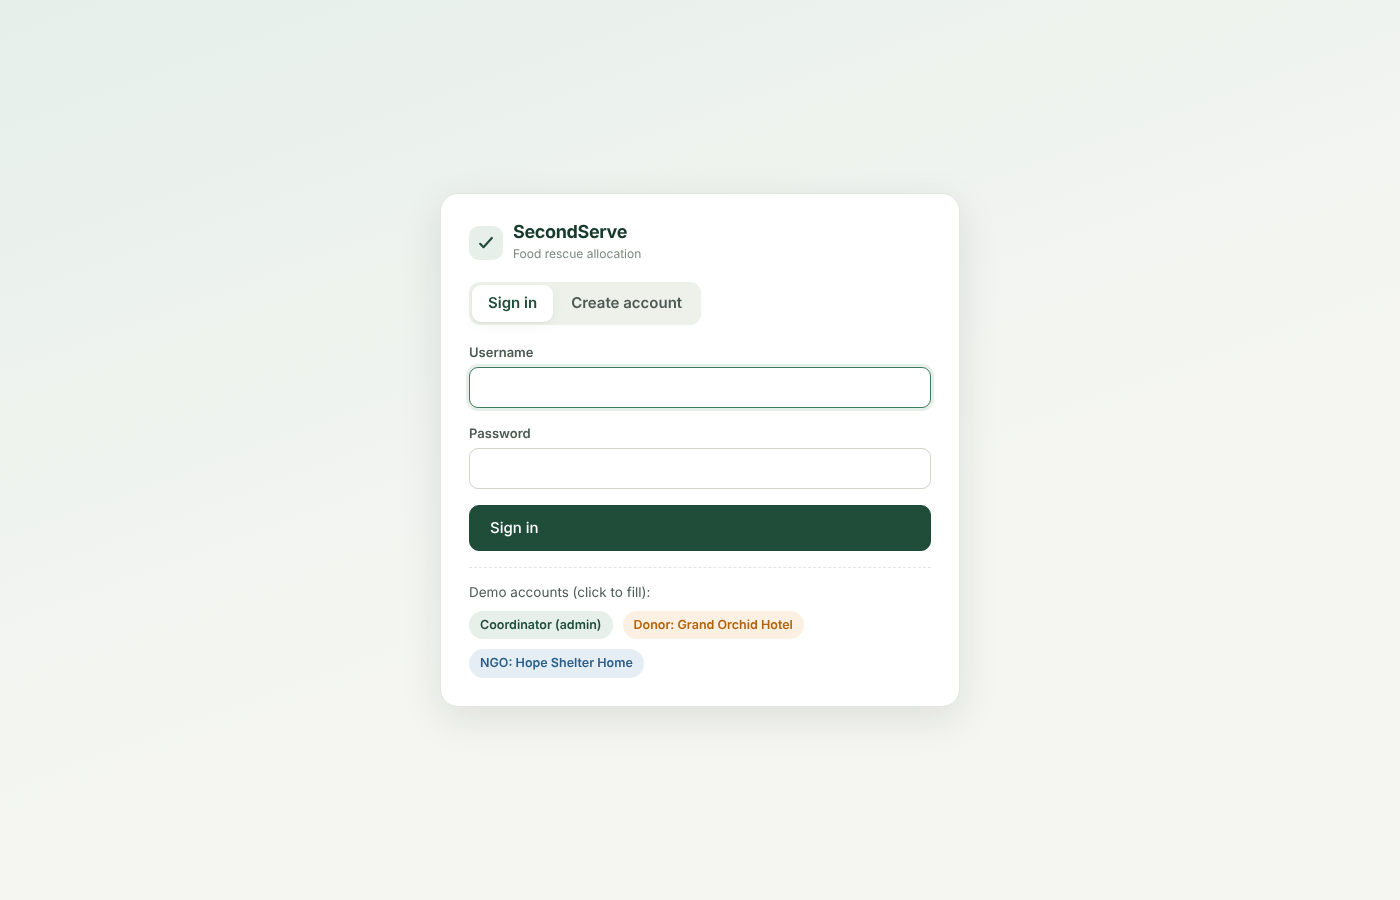 SecondServe
Food rescue allocation
Sign in
Create account
Username
Password
Sign in
Demo accounts (click to fill):
Coordinator (admin)
Donor: Grand Orchid Hotel
NGO: Hope Shelter Home